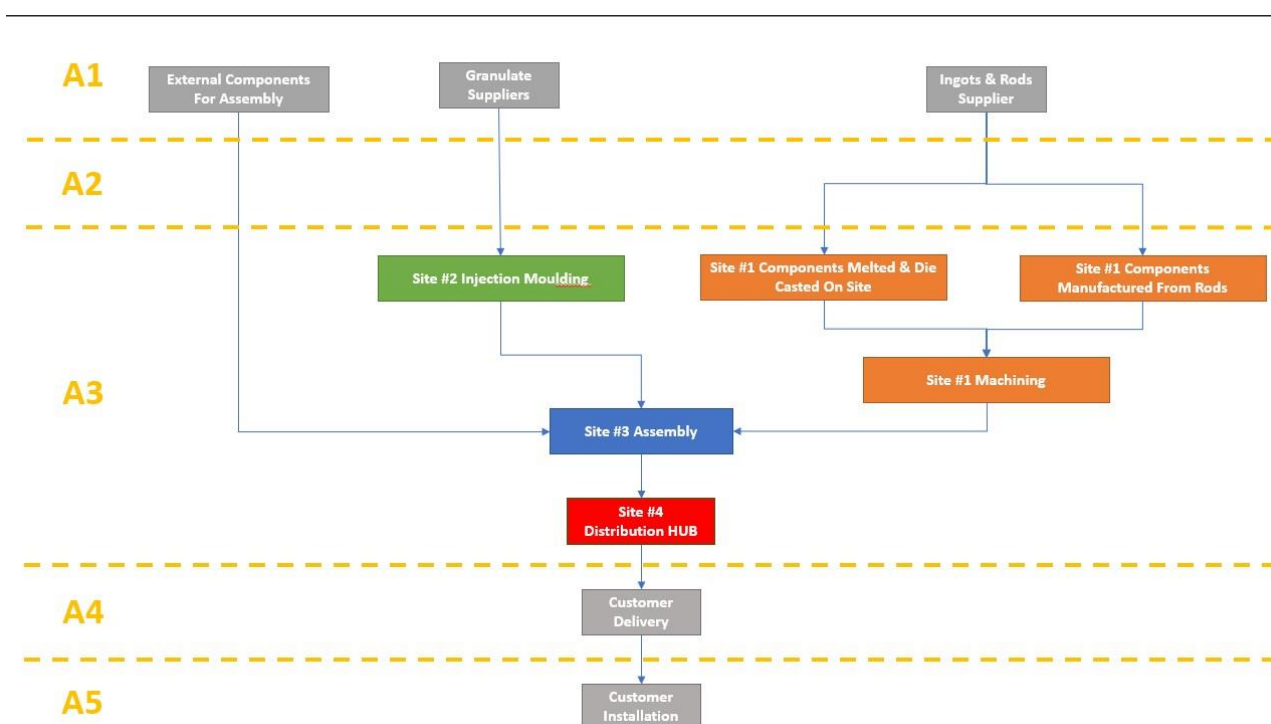 A1
External Components
For Assembly
Granulate
Suppliers
Ingots & Rods
Supplier
A2
Site #2 Injection Moulding
Site #1 Components Melted & Die
Casted On Site
Site #1 Components
Manufactured From Rods
A3
Site #1 Machining
Site #3 Assembly
Site #4
Distribution HUB
A4
Customer
Delivery
A5
Customer
Installation